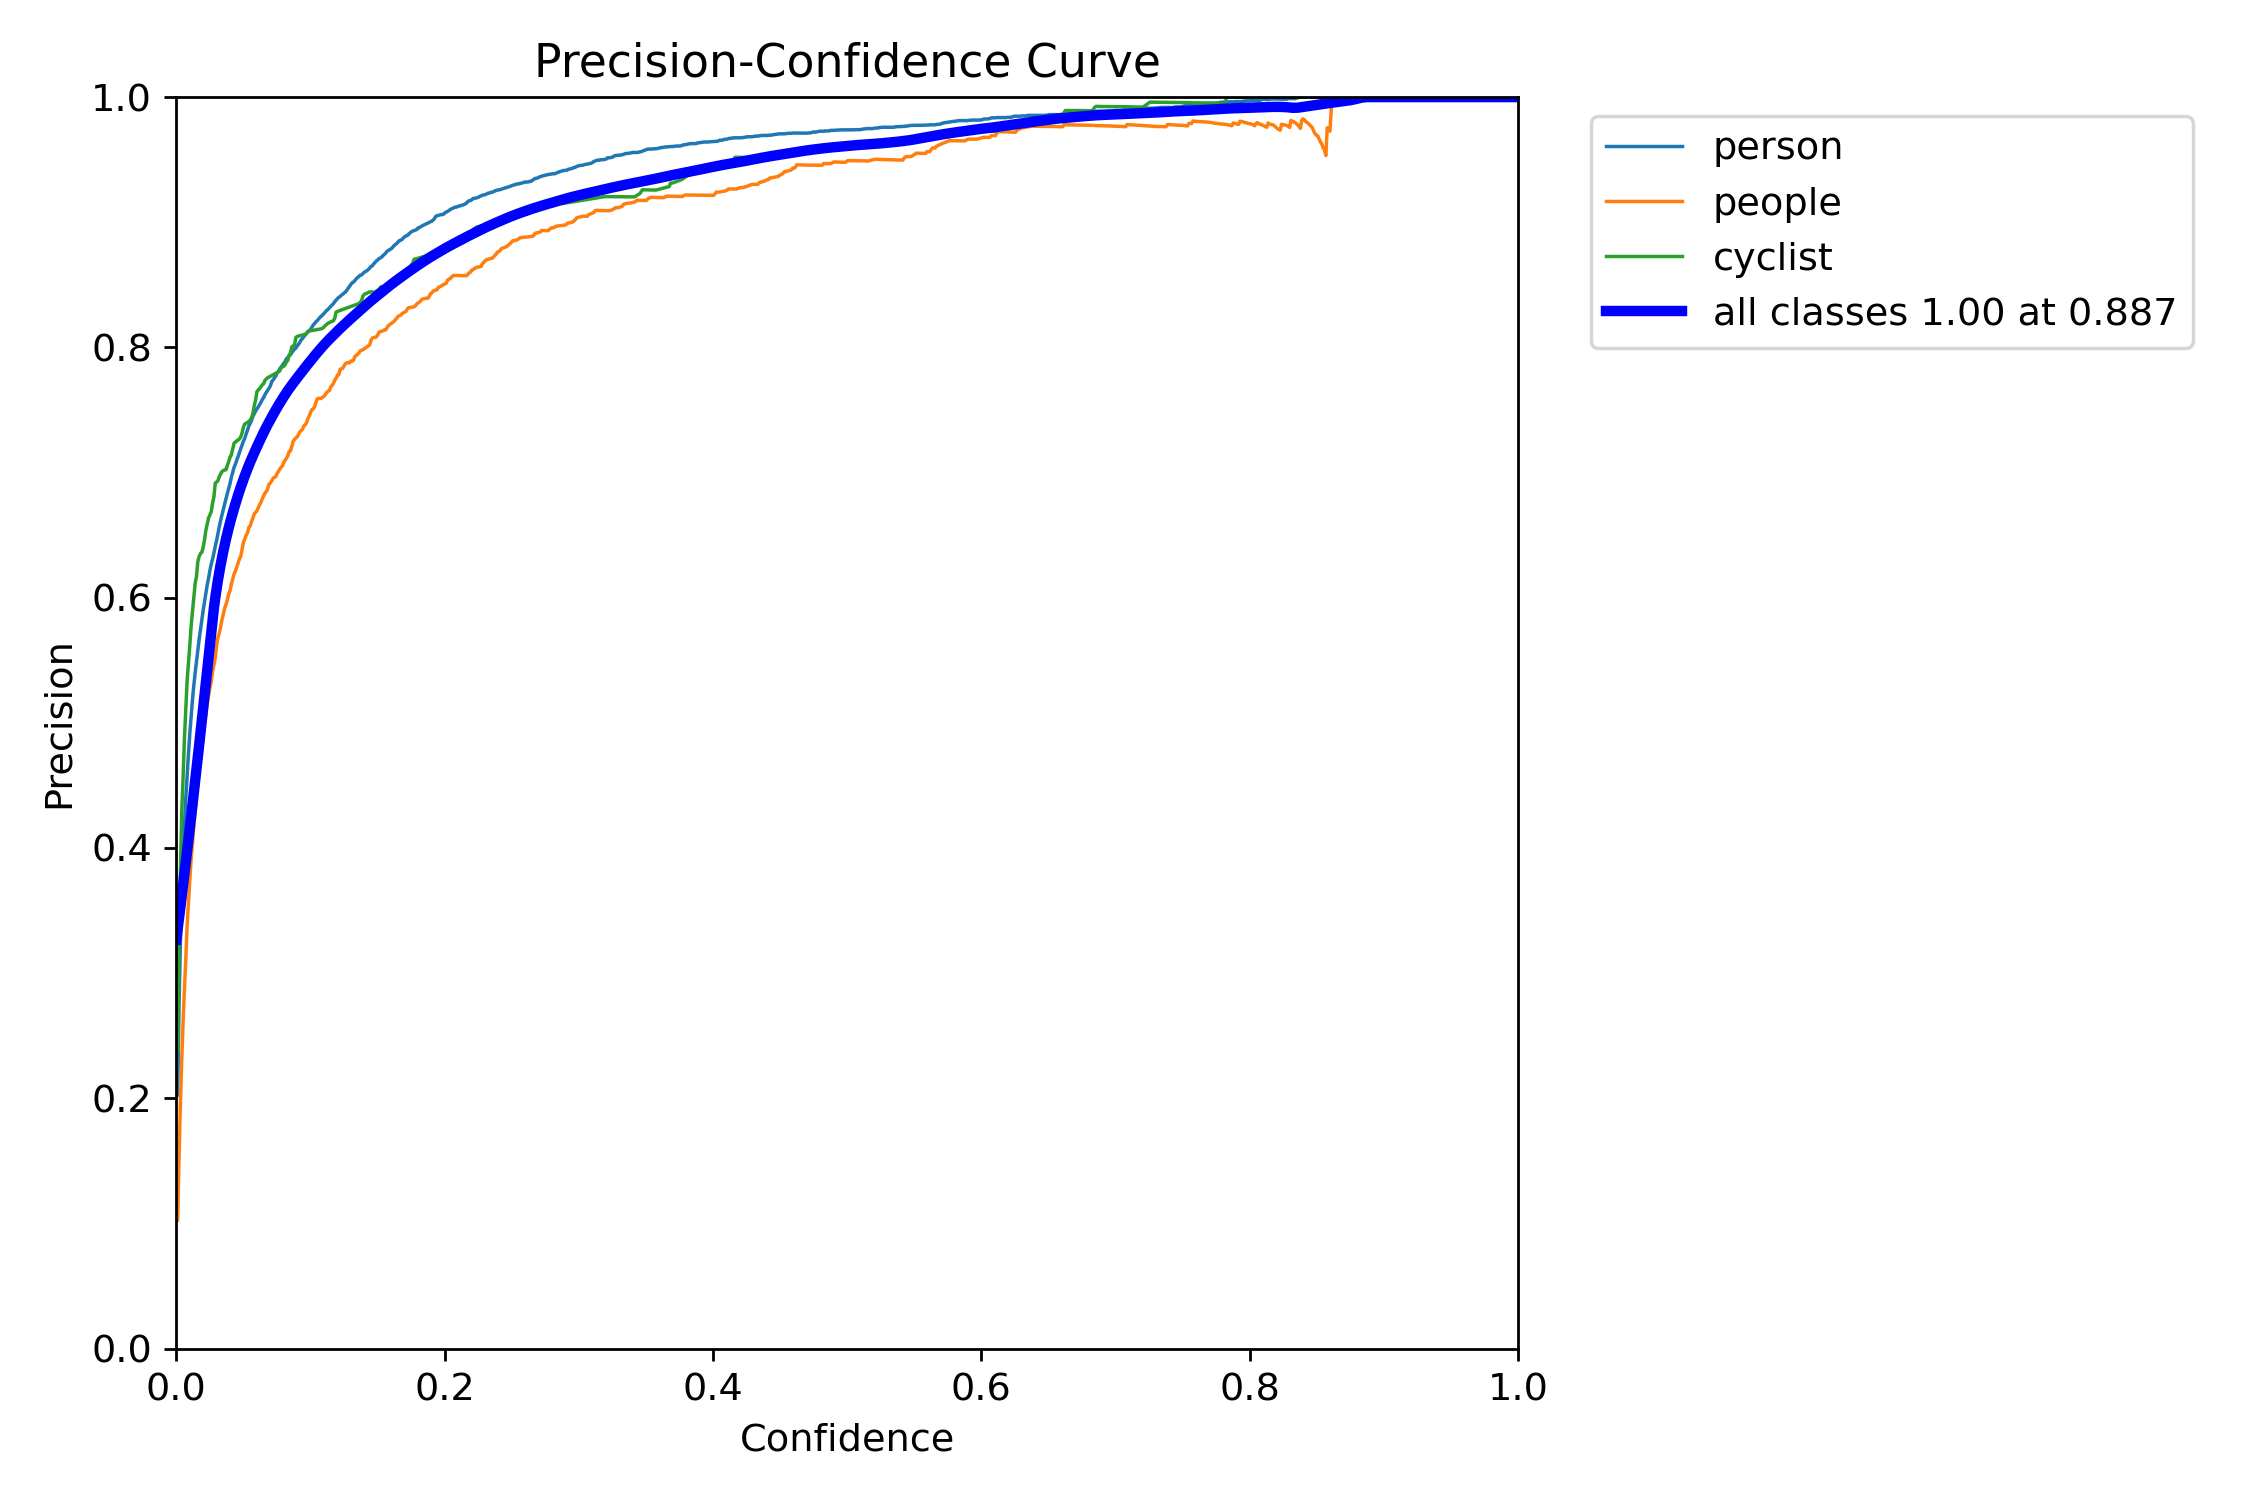 Precision-Confidence Curve
1.0
0.8
0.6
0.4
0.2
0.0
Precision
0.0 0.2 0.4 0.6 0.8 1.0
Confidence
person
people
cyclist
all classes 1.00 at 0.887